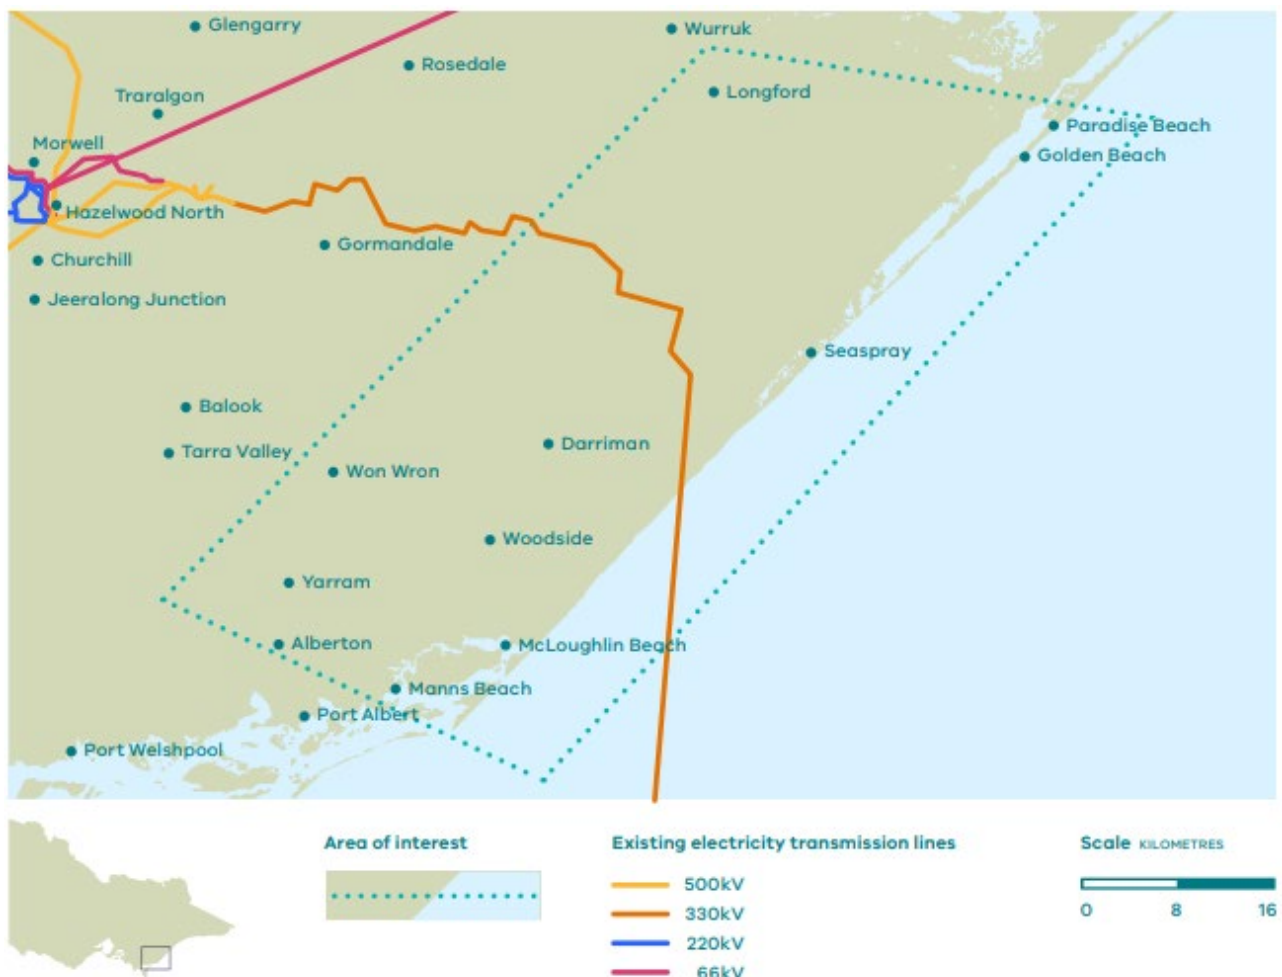 Glengarry
Wurruk
Rosedale
Longford
Traralgon
Paradise Beach
Morwell
Golden Beach
Hazelwood North
Gormandale
Churchill
Jeeralong Junction
Seaspray
Balook
Darriman
Tarra Valley
Won Wron
Woodside
Yarram
Alberton
McLoughlin Beach
Manns Beach
Port Albert
Port Welshpool
Area of interest
Existing electricity transmission lines
500kV
330kV
220kV
66kV
Scale KILOMETRES
0 8 16